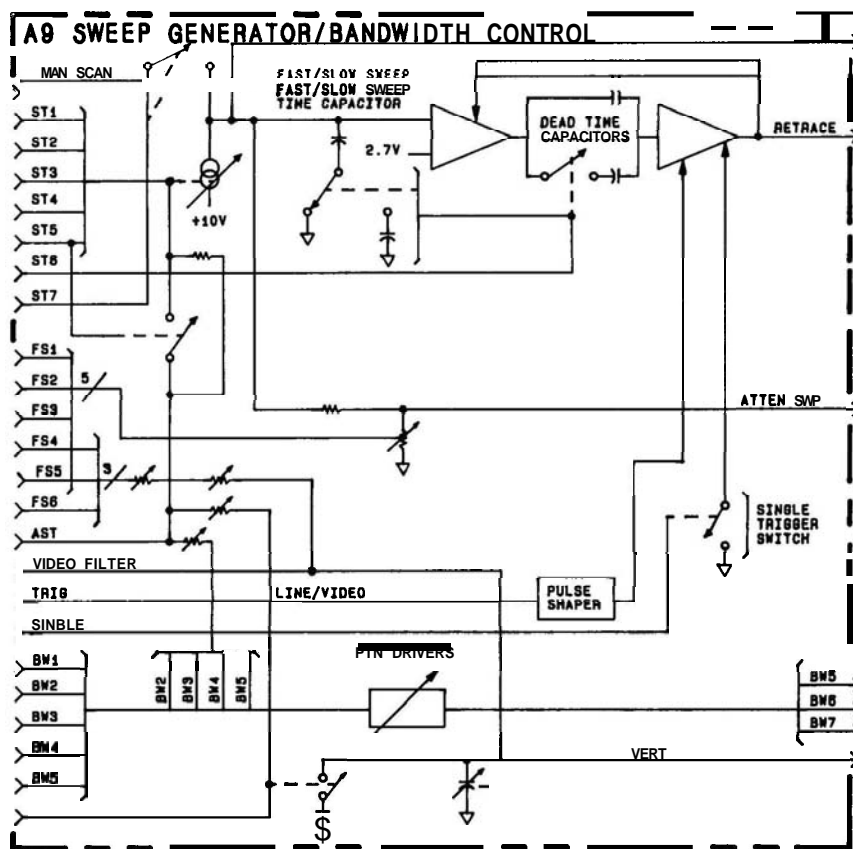 A9 SWEEP GENERATOR/BANDWIDTH CONTROL
MAN SCAN
FAST/SLOW SWEEP
FAST/SLOW SWEEP
TIME CAPACITOR
ST1
ST2
ST3
ST4
ST5
ST6
ST7
+10V
2.7V
DEAD TIME
CAPACITORS
RETRACE
FS1
FS2
5
FS3
FS4
FS5
3
FS6
AST
ATTEN SWP
SINGLE
TRIGGER
SWITCH
VIDEO FILTER
TRIG
LINE/VIDEO
PULSE
SHAPER
SINBLE
BW1
BW2
BW3
BW4
BW5
BW2
BW3
BW4
BW5
PTN DRIVERS
BW5
BW6
BW7
VERT
$